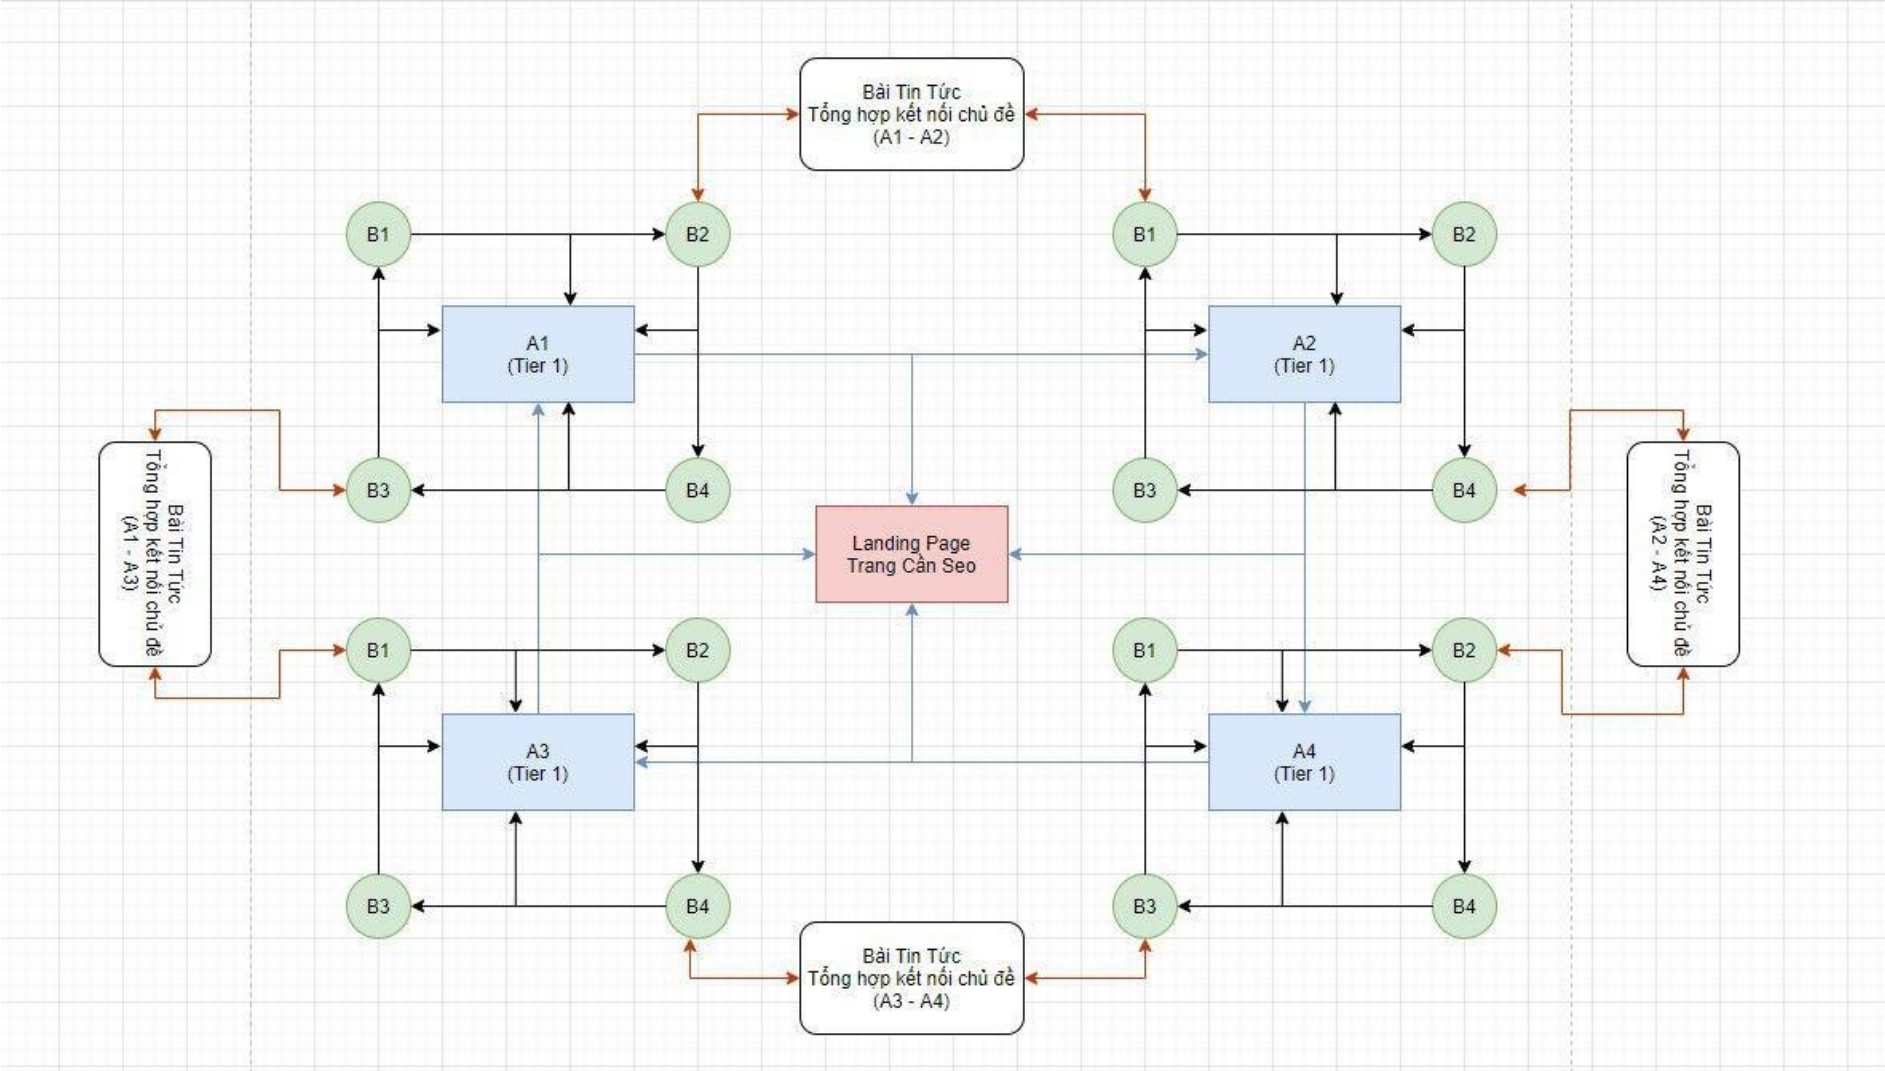 Bài Tin Tức
Tổng hợp kết nối chủ đề
(A1 - A2)
B1
B2
B1
B2
A1
(Tier 1)
A2
(Tier 1)
B3
B4
B3
B4
Bài Tin Tức
Tổng hợp kết nối chủ đề
(A1 - A3)
Landing Page
Trang Cần Seo
Bài Tin Tức
Tổng hợp kết nối chủ đề
(A2 - A4)
B1
B2
B1
B2
A3
(Tier 1)
A4
(Tier 1)
B3
B4
B3
B4
Bài Tin Tức
Tổng hợp kết nối chủ đề
(A3 - A4)